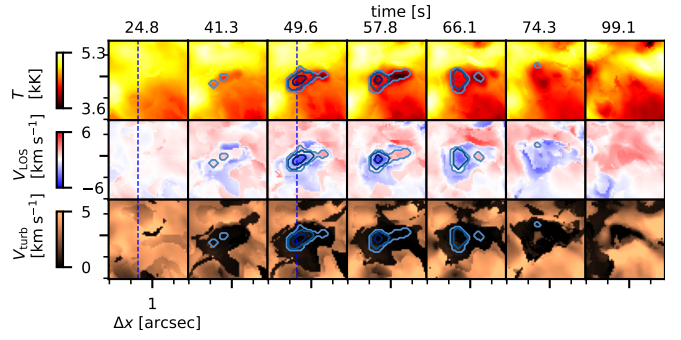 time [s]
24.8 41.3 49.6 57.8 66.1 74.3 99.1
5.3
T [kK]
3.6
6
V_LOS [km s⁻¹]
−6
5
V_turb [km s⁻¹]
0
1
Δx [arcsec]